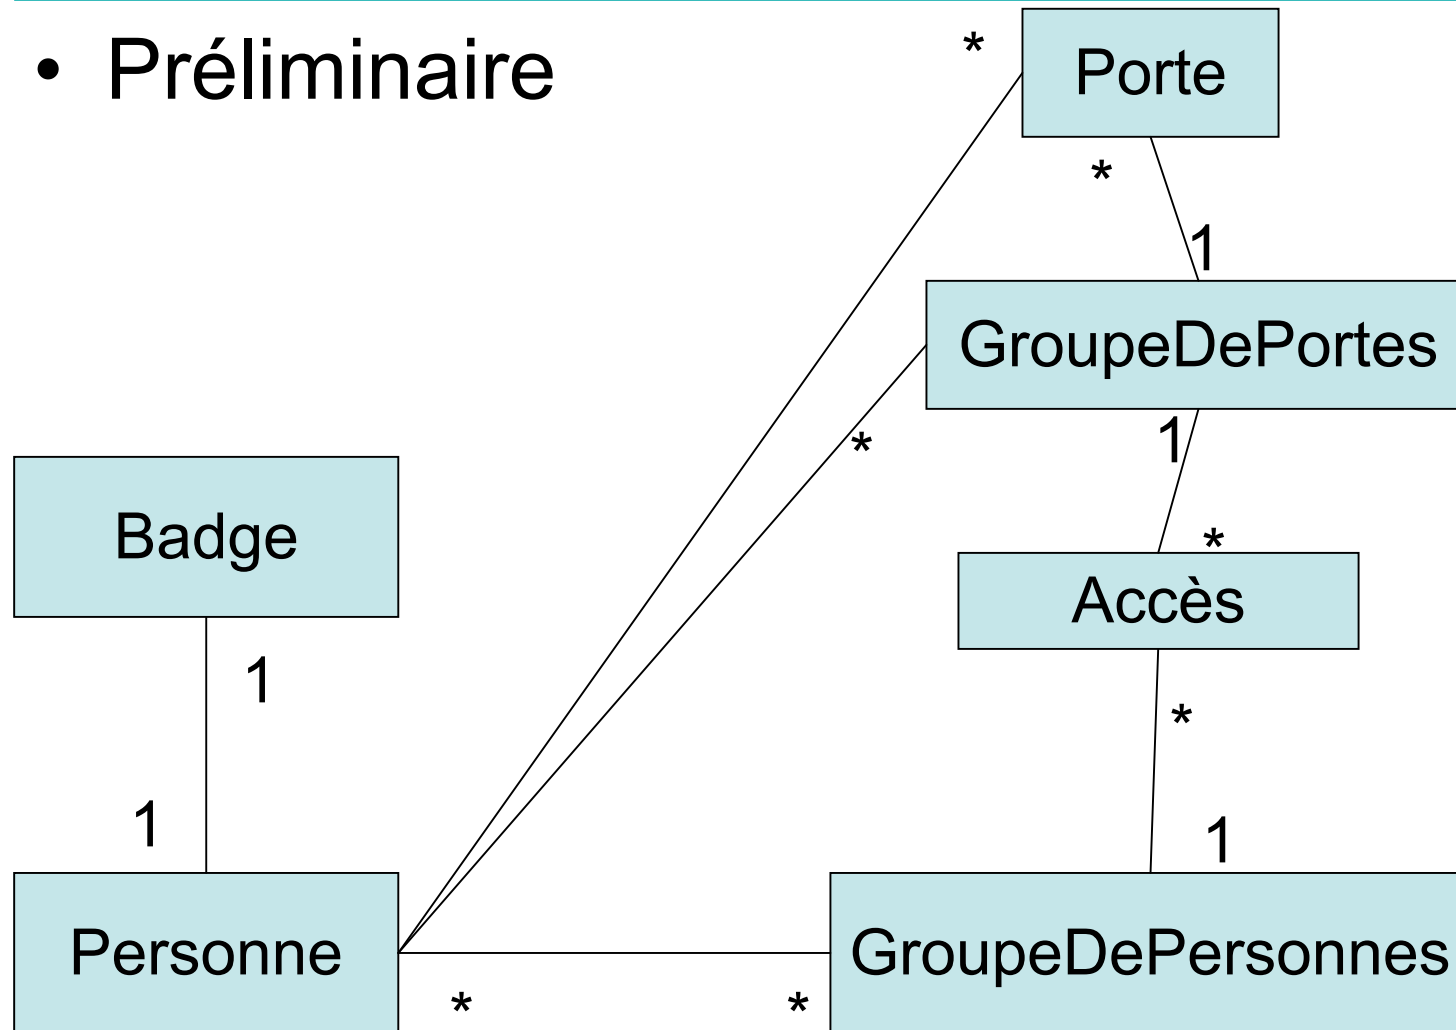 • Préliminaire
*
Porte
*
1
GroupeDePortes
*
1
*
Badge
Accès
1
*
1
1
Personne
GroupeDePersonnes
*
*